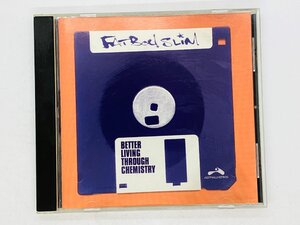 FATBOY SLIM
BETTER
LIVING
THROUGH
CHEMISTRY